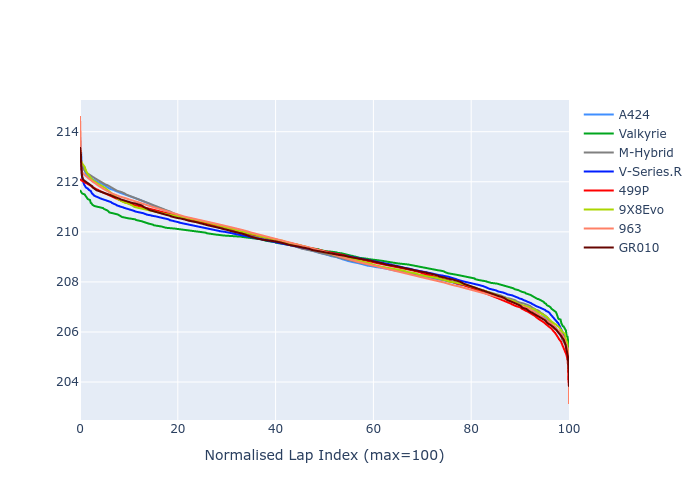 214
212
210
208
206
204
0 20 40 60 80 100
Normalised Lap Index (max=100)
A424
Valkyrie
M-Hybrid
V-Series.R
499P
9X8Evo
963
GR010